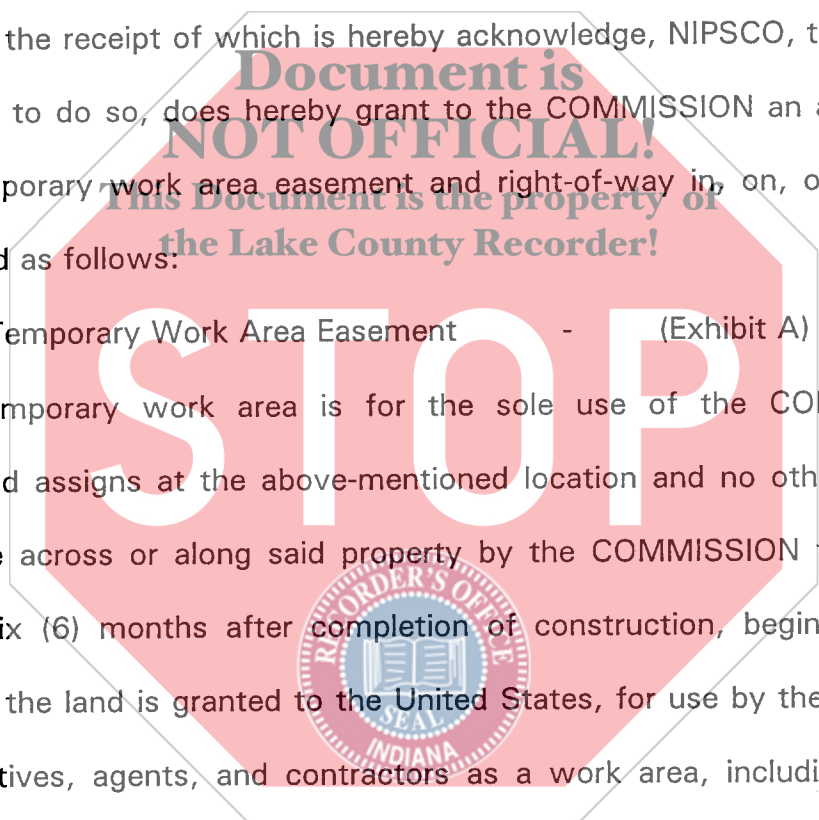 the receipt of which is hereby acknowledge, NIPSCO,
Document is
to do so, does hereby grant to the COMMISSION an
NOT OFFICIAL!
porary work area easement and right-of-way in, on,
This Document is the property of
the Lake County Recorder!
d as follows:
Temporary Work Area Easement - (Exhibit A)
STOP
mporary work area is for the sole use of the
d assigns at the above-mentioned location and no
across or along said property by the COMMISSION
ix (6) months after completion of construction,
RECORDER'S OFFICE
the land is granted to the United States, for use by the
SEAL
INDIANA
tives, agents, and contractors as a work area,